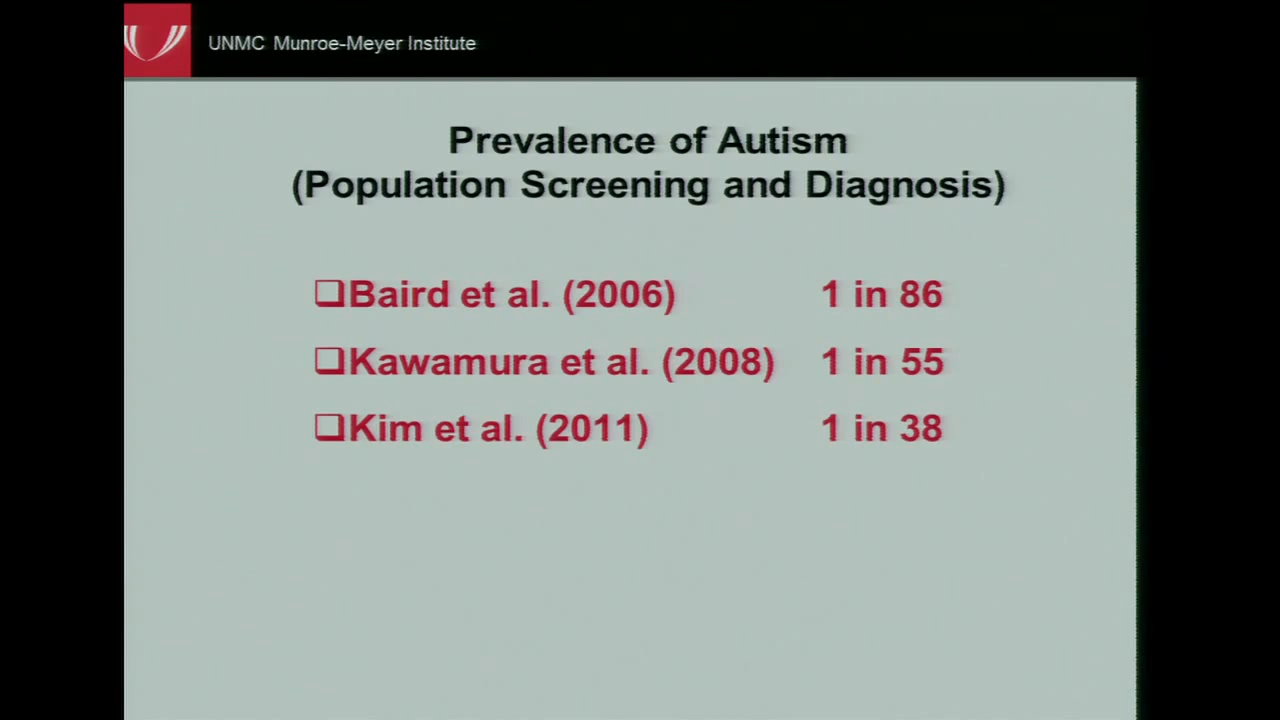 UNMC Munroe-Meyer Institute
Prevalence of Autism
(Population Screening and Diagnosis)
❑Baird et al. (2006) 1 in 86
❑Kawamura et al. (2008) 1 in 55
❑Kim et al. (2011) 1 in 38